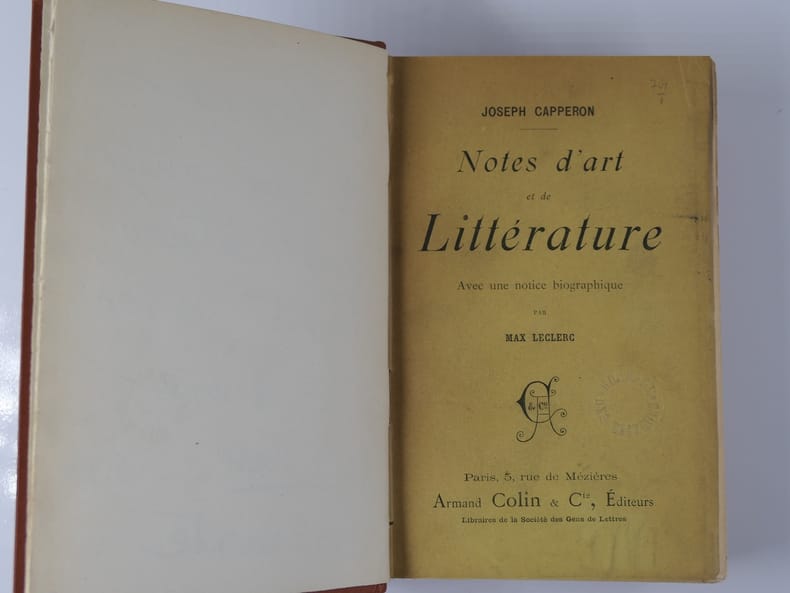 JOSEPH CAPPERON
Notes d'art
et de
Littérature
Avec une notice biographique
PAR
MAX LECLERC
& Cie
Paris, 5, rue de Mézières
Armand Colin & Cie, Éditeurs
Libraires de la Société des Gens de Lettres